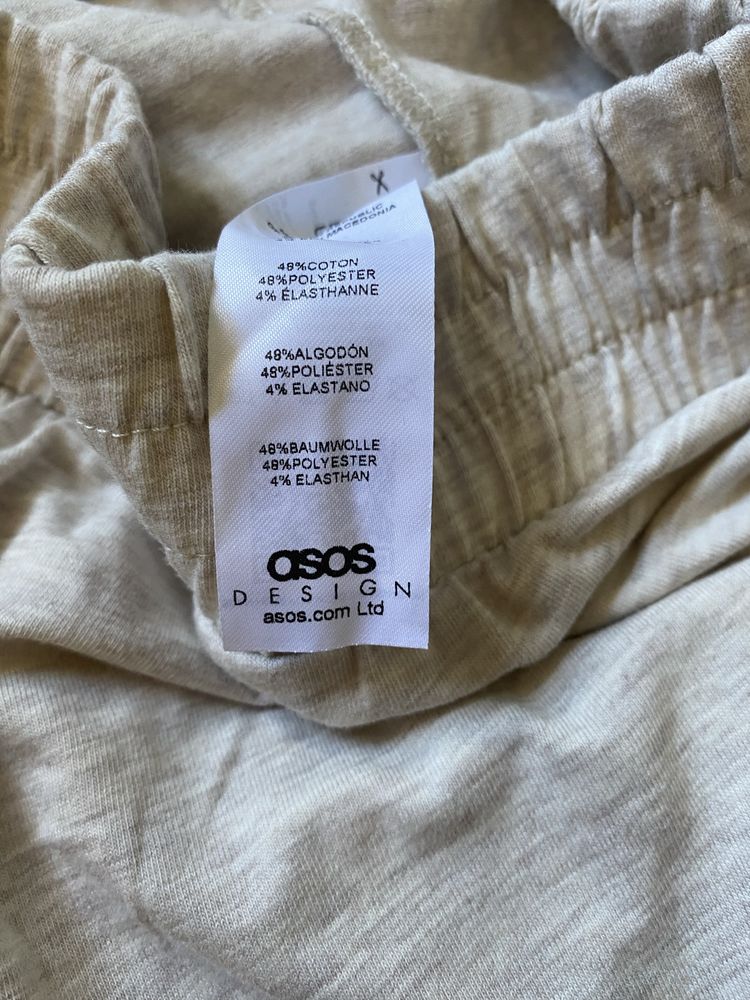 X
MACEDONIA
48%COTON
48%POLYESTER
4% ÉLASTHANNE
48%ALGODÓN
48%POLIÉSTER
4% ELASTANO
48%BAUMWOLLE
48%POLYESTER
4% ELASTHAN
asos
DESIGN
asos.com Ltd